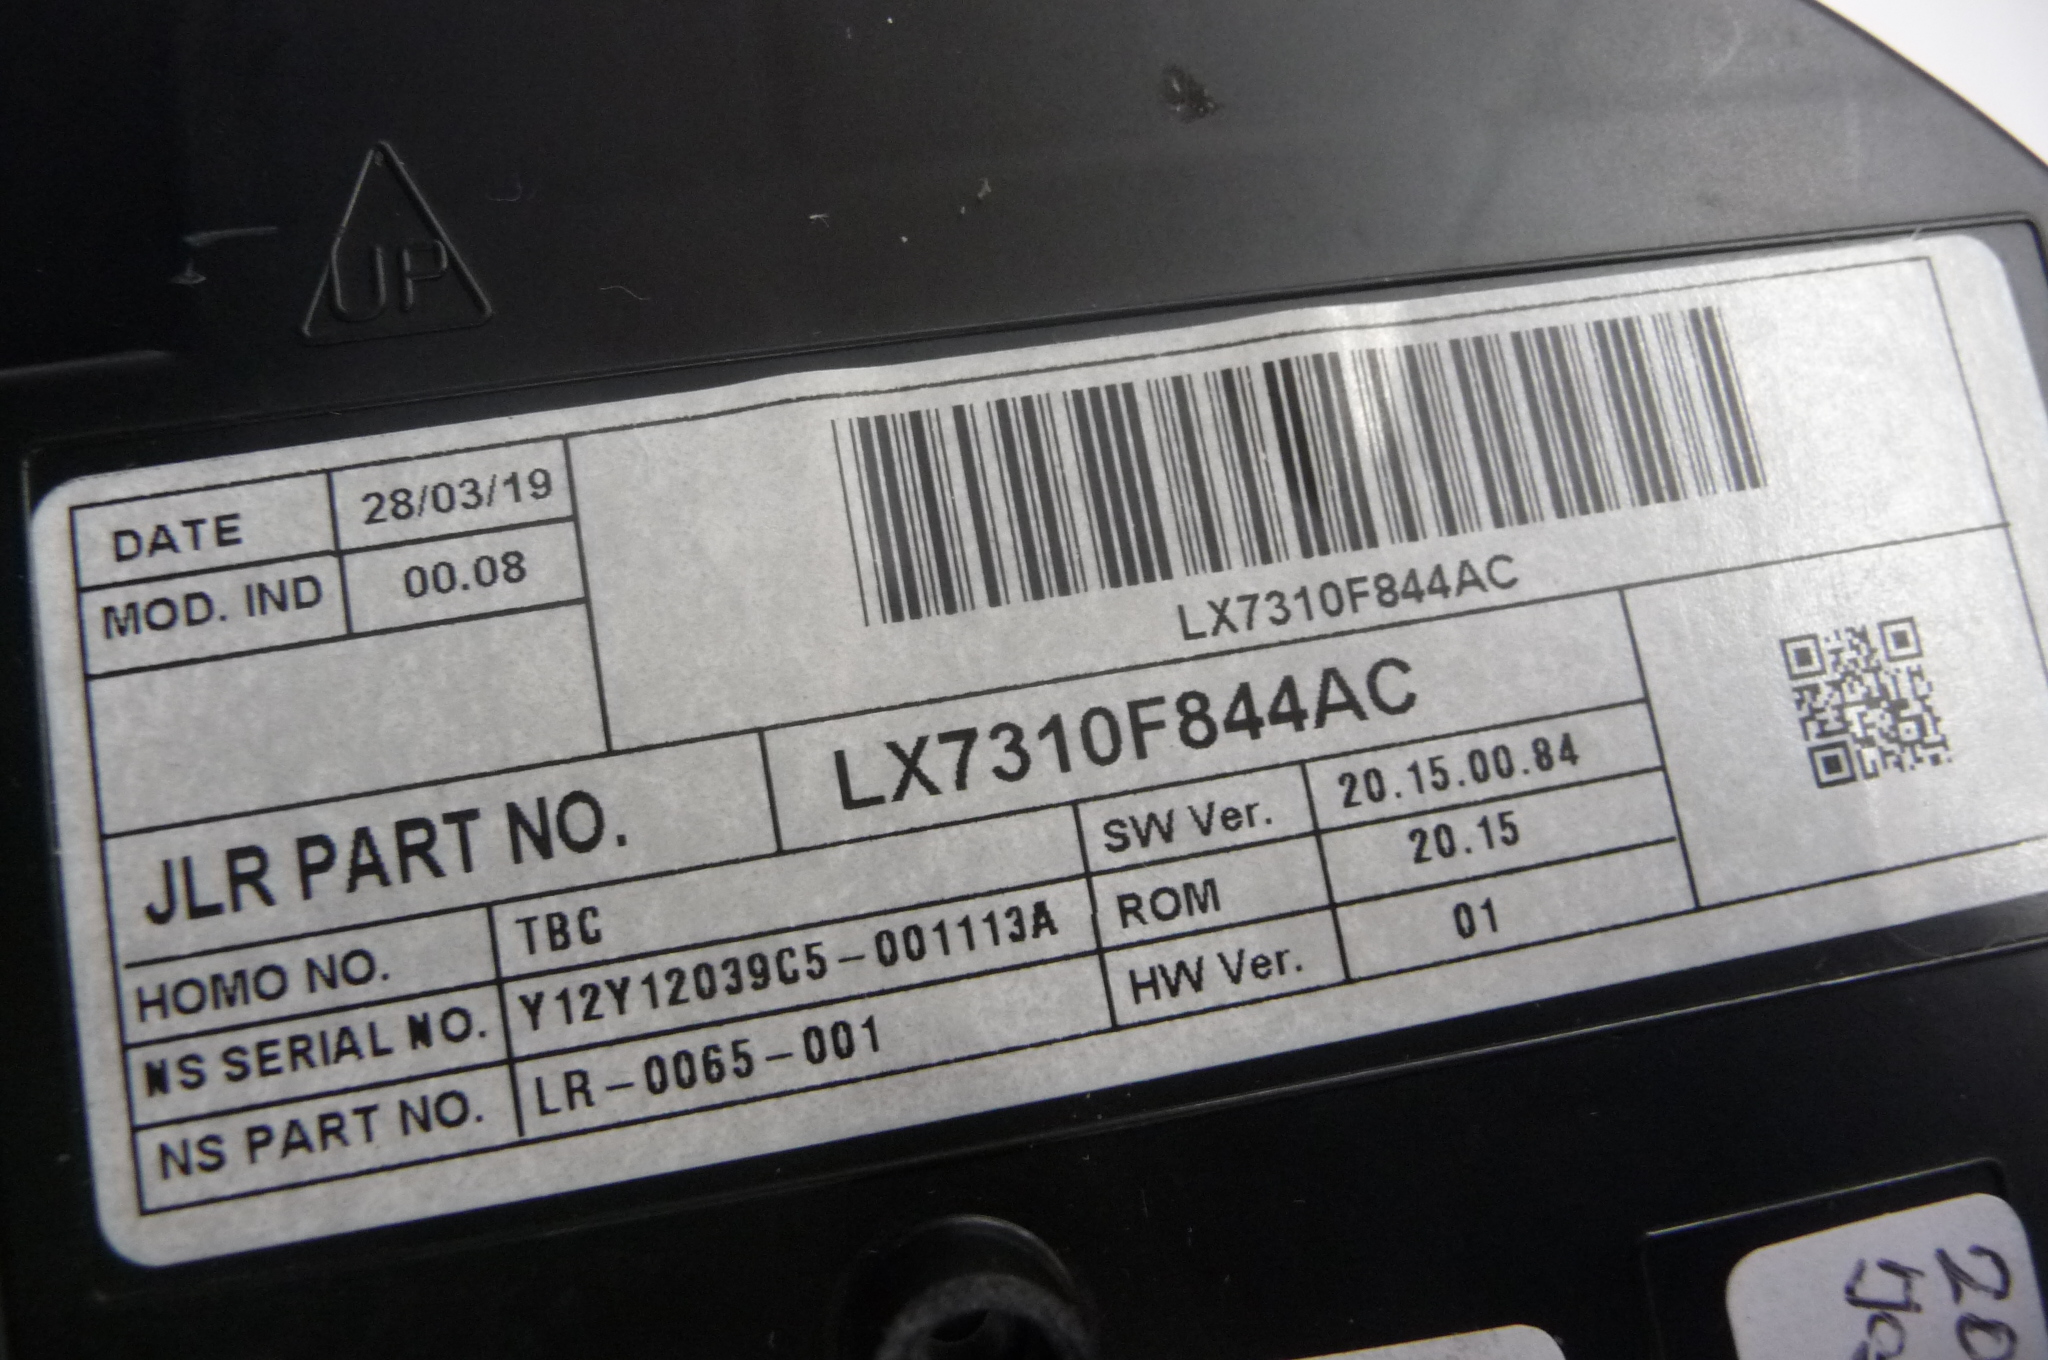 UP
DATE 28/03/19
MOD. IND 00.08
LX7310F844AC
JLR PART NO. LX7310F844AC
HOMO NO. TBC
SW Ver. 20.15.00.84
NS SERIAL NO. Y12Y12039C5-001113A
ROM 20.15
NS PART NO. LR-0065-001
HW Ver. 01